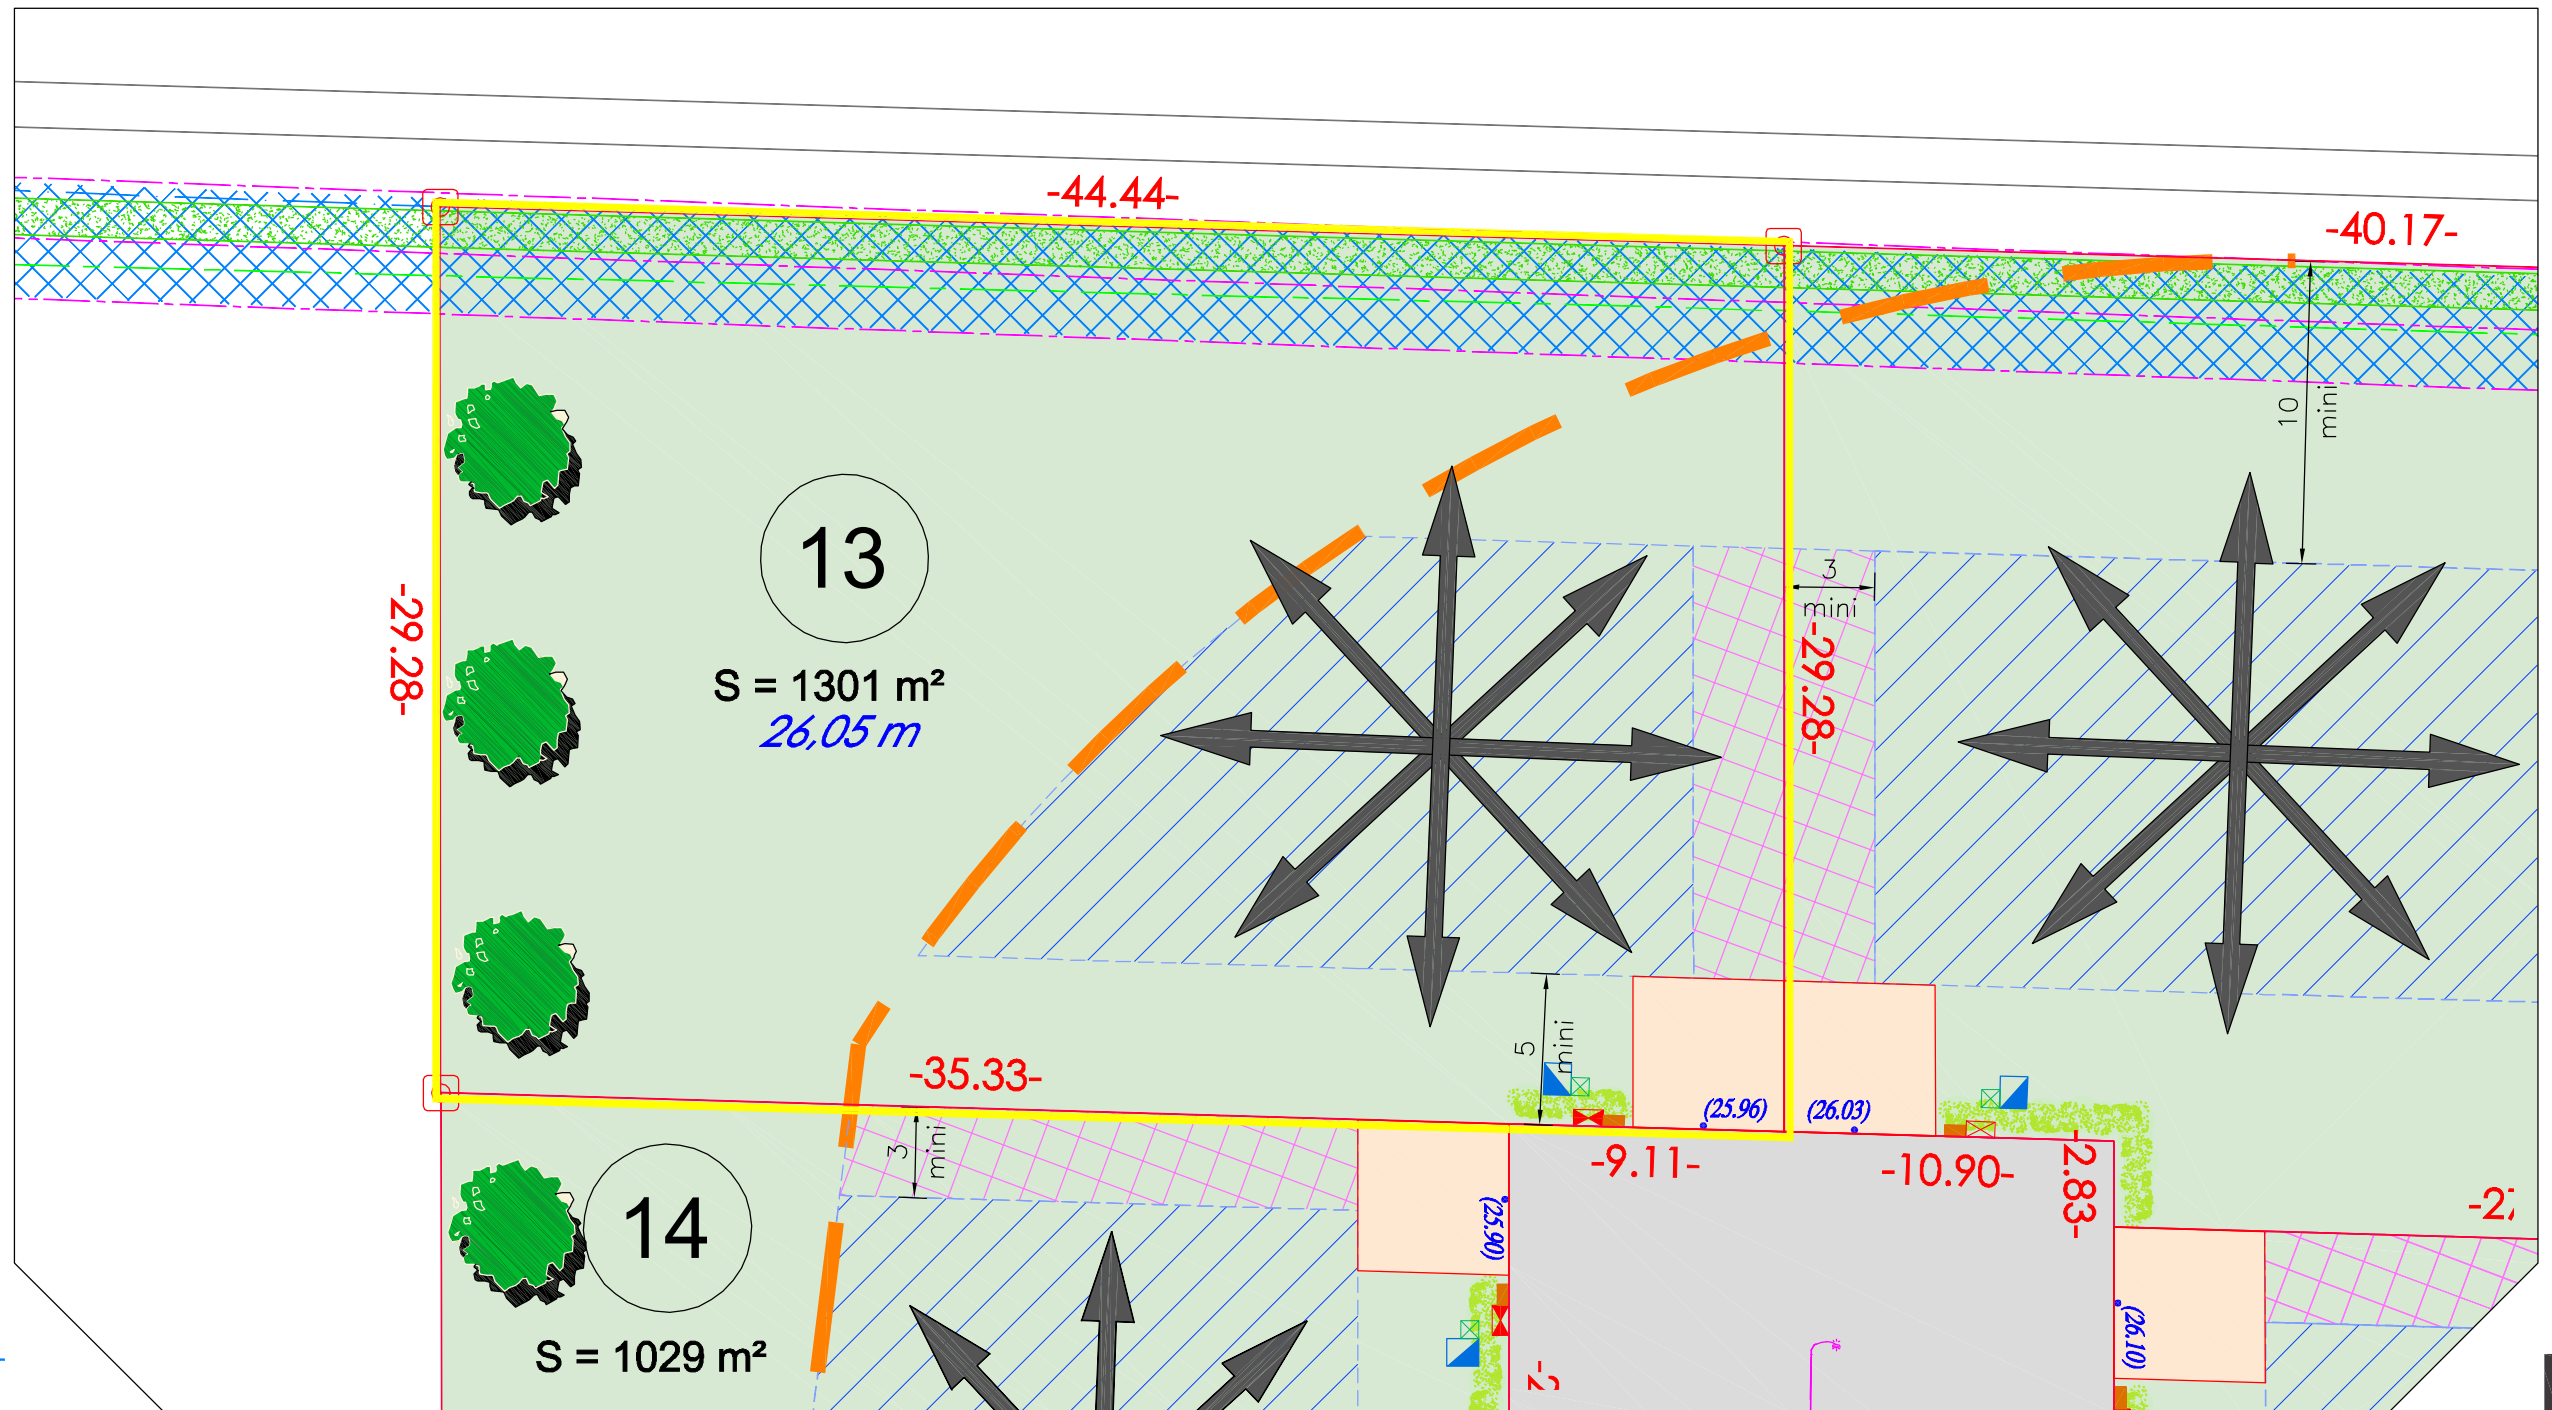 -44.44-
-40.17-
10
mini
13
3
mini
-29.28-
-29.28-
S = 1301 m²
26,05 m
5
mini
-35.33-
(25.96)
(26.03)
3
mini
-9.11-
-10.90-
-2.83-
14
(25.90)
S = 1029 m²
(26.10)